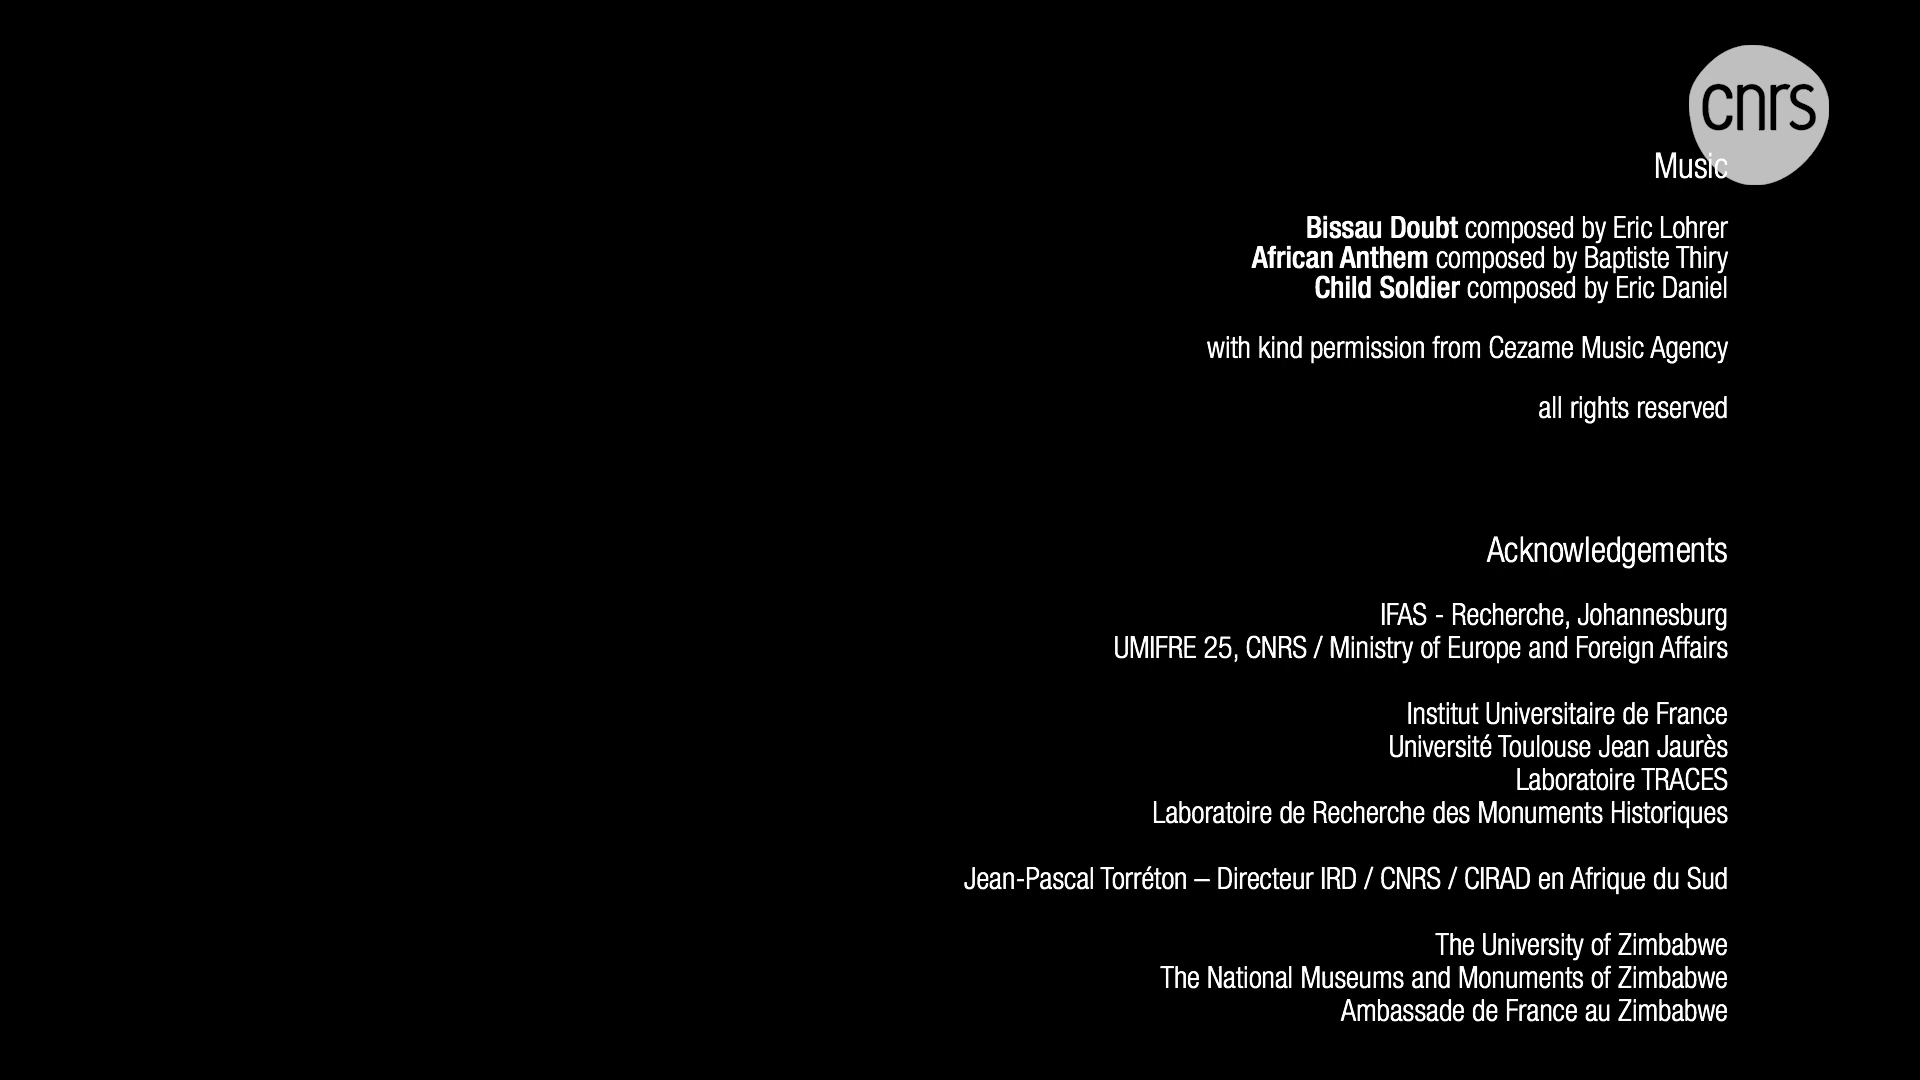 cnrs
Music
Bissau Doubt composed by Eric Lohrer
African Anthem composed by Baptiste Thiry
Child Soldier composed by Eric Daniel
with kind permission from Cezame Music Agency
all rights reserved
Acknowledgements
IFAS - Recherche, Johannesburg
UMIFRE 25, CNRS / Ministry of Europe and Foreign Affairs
Institut Universitaire de France
Université Toulouse Jean Jaurès
Laboratoire TRACES
Laboratoire de Recherche des Monuments Historiques
Jean-Pascal Torréton – Directeur IRD / CNRS / CIRAD en Afrique du Sud
The University of Zimbabwe
The National Museums and Monuments of Zimbabwe
Ambassade de France au Zimbabwe